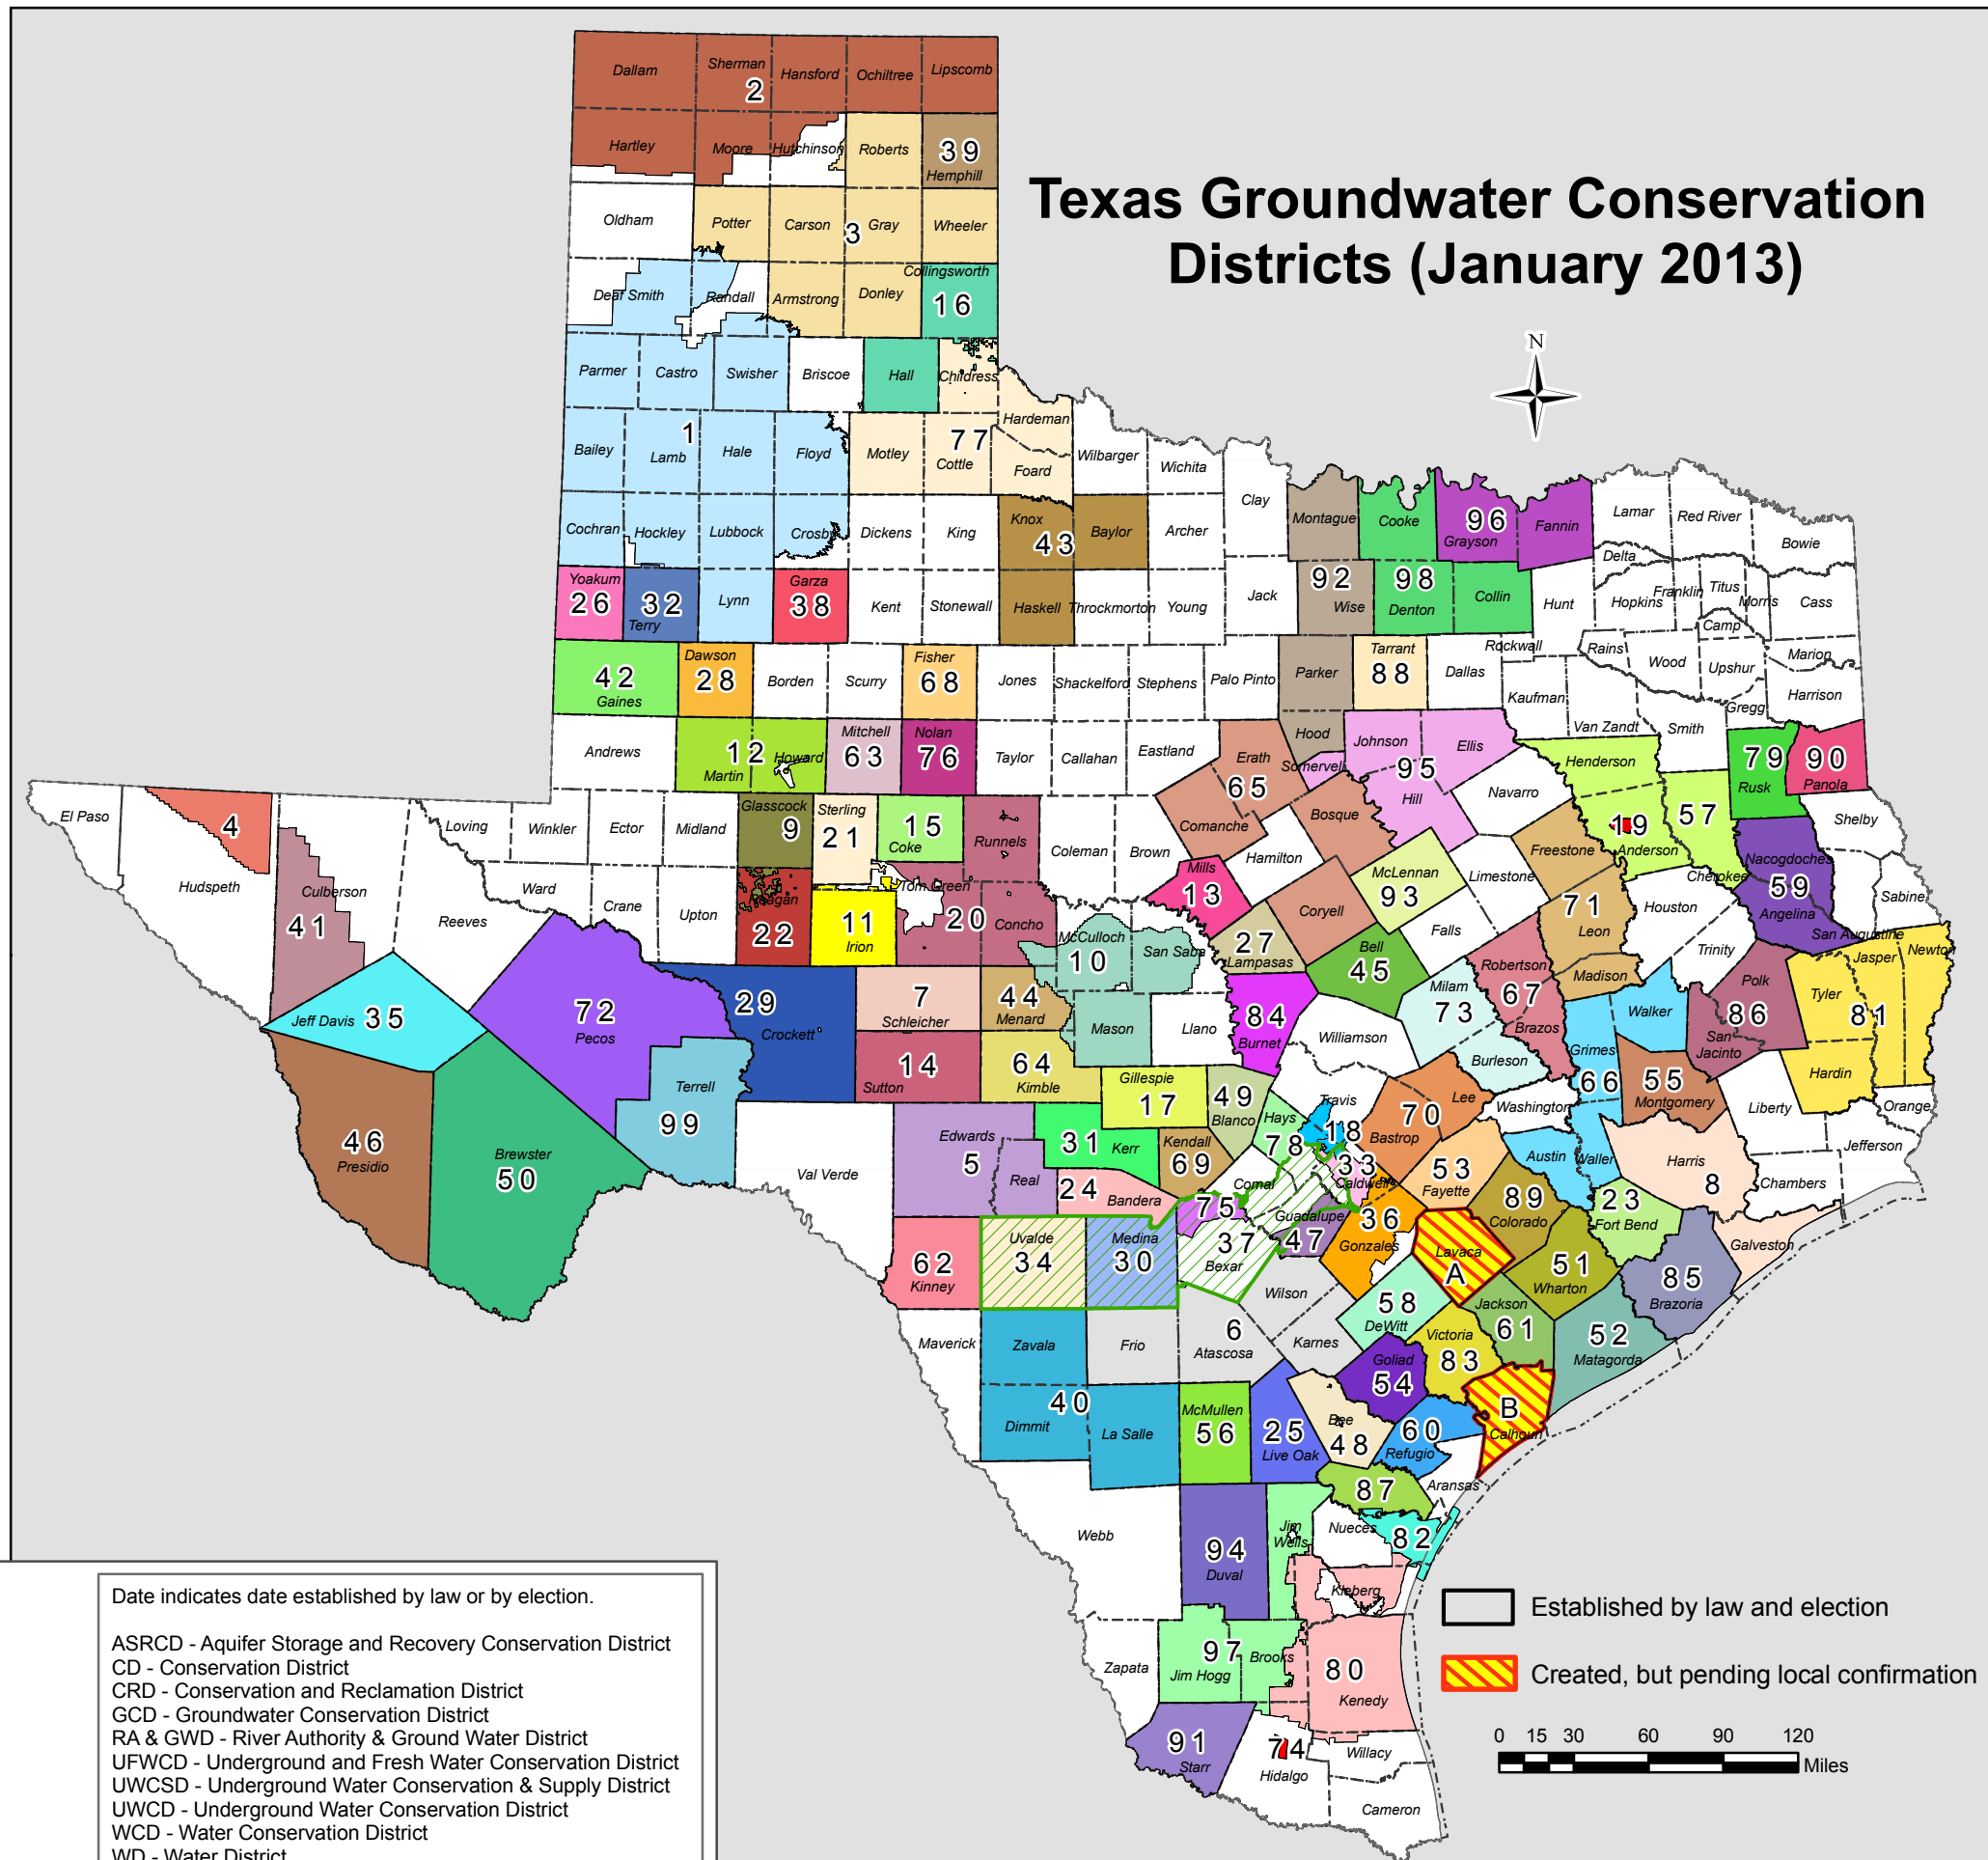 Texas Groundwater Conservation
Districts (January 2013)
N
Dallam
Sherman
2
Hansford
Ochiltree
Lipscomb
Hartley
Moore
Hutchinson
Roberts
39
Hemphill
Oldham
Potter
Carson
3
Gray
Wheeler
Deaf Smith
Randall
Armstrong
Donley
Collingsworth
16
Parmer
Castro
Swisher
Briscoe
Hall
Childress
Hardeman
Bailey
1
Lamb
Hale
Floyd
Motley
77
Cottle
Foard
Wilbarger
Wichita
Clay
Cochran
Hockley
Lubbock
Crosby
Dickens
King
Knox
43
Baylor
Archer
Montague
Cooke
96
Grayson
Fannin
Lamar
Red River
Bowie
Delta
Yoakum
26
32
Terry
Lynn
Garza
38
Kent
Stonewall
Haskell
Throckmorton
Young
Jack
92
Wise
98
Denton
Collin
Hunt
Hopkins
Franklin
Titus
Morris
Cass
Camp
42
Gaines
Dawson
28
Borden
Scurry
Fisher
68
Jones
Shackelford
Stephens
Palo Pinto
Parker
Tarrant
88
Dallas
Rockwall
Kaufman
Rains
Wood
Upshur
Marion
Harrison
Gregg
Van Zandt
Smith
Andrews
12
Martin
Howard
Mitchell
63
Nolan
76
Taylor
Callahan
Eastland
Erath
65
Hood
Somervell
Johnson
95
Ellis
Hill
Navarro
Henderson
79
Rusk
90
Panola
El Paso
4
Hudspeth
41
Culberson
Loving
Winkler
Ector
Midland
Glasscock
9
Sterling
21
15
Coke
Runnels
Coleman
Brown
Comanche
Bosque
Hamilton
Mills
13
McLennan
93
Limestone
Freestone
19
Anderson
57
Cherokee
Nacogdoches
59
Angelina
Shelby
Sabine
San Augustine
Reeves
Ward
Crane
Upton
Reagan
22
11
Irion
Tom Green
20
Concho
McCulloch
10
San Saba
27
Lampasas
Coryell
Bell
45
Falls
71
Leon
Houston
Trinity
Newton
Jasper
Robertson
67
Brazos
Madison
Walker
Polk
86
San
Jacinto
Tyler
81
Hardin
Jeff Davis
35
72
Pecos
29
Crockett
7
Schleicher
44
Menard
Mason
Llano
84
Burnet
Williamson
Milam
73
Burleson
Grimes
66
55
Montgomery
Liberty
Orange
Jefferson
Terrell
99
14
Sutton
64
Kimble
Gillespie
17
49
Blanco
Hays
78
Travis
18
70
Bastrop
Lee
Washington
46
Presidio
Brewster
50
Val Verde
Edwards
5
Real
31
Kerr
Kendall
69
24
Bandera
Comal
33
Caldwell
53
Fayette
Austin
Waller
Harris
8
Chambers
75
Guadalupe
47
36
Gonzales
89
Colorado
23
Fort Bend
Galveston
62
Kinney
Uvalde
34
Medina
30
37
Bexar
Wilson
Lavaca
A
51
Wharton
85
Brazoria
Maverick
Zavala
Frio
6
Atascosa
Karnes
58
DeWitt
Jackson
61
52
Matagorda
Victoria
83
Goliad
54
40
Dimmit
La Salle
McMullen
56
25
Live Oak
Bee
48
60
Refugio
B
Calhoun
87
Aransas
Webb
94
Duval
Jim
Wells
Nueces
82
Kleberg
Zapata
97
Jim Hogg
Brooks
80
Kenedy
91
Starr
74
Hidalgo
Willacy
Cameron
Established by law and election
Created, but pending local confirmation
0 15 30 60 90 120
Miles
Date indicates date established by law or by election.
ASRCD - Aquifer Storage and Recovery Conservation District
CD - Conservation District
CRD - Conservation and Reclamation District
GCD - Groundwater Conservation District
RA & GWD - River Authority & Ground Water District
UFWCD - Underground and Fresh Water Conservation District
UWCSD - Underground Water Conservation & Supply District
UWCD - Underground Water Conservation District
WCD - Water Conservation District
WD - Water District